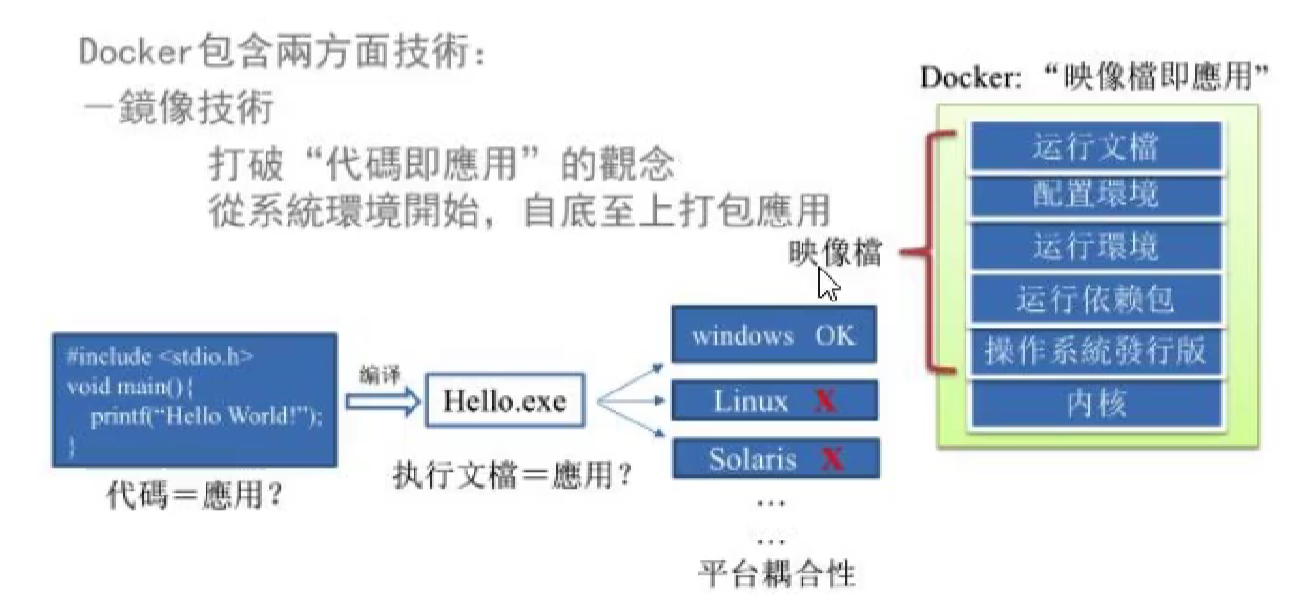 Docker包含兩方面技術：
－鏡像技術
打破“代碼即應用”的觀念
從系統環境開始，自底至上打包應用
Docker: “映像檔即應用”
映像檔
运行文檔
配置環境
运行環境
运行依赖包
操作系統發行版
内核
#include <stdio.h>
void main(){
printf(“Hello World!”);
}
代碼＝應用？
编译
Hello.exe
执行文檔＝應用？
windows OK
Linux X
Solaris X
…
…
平台耦合性